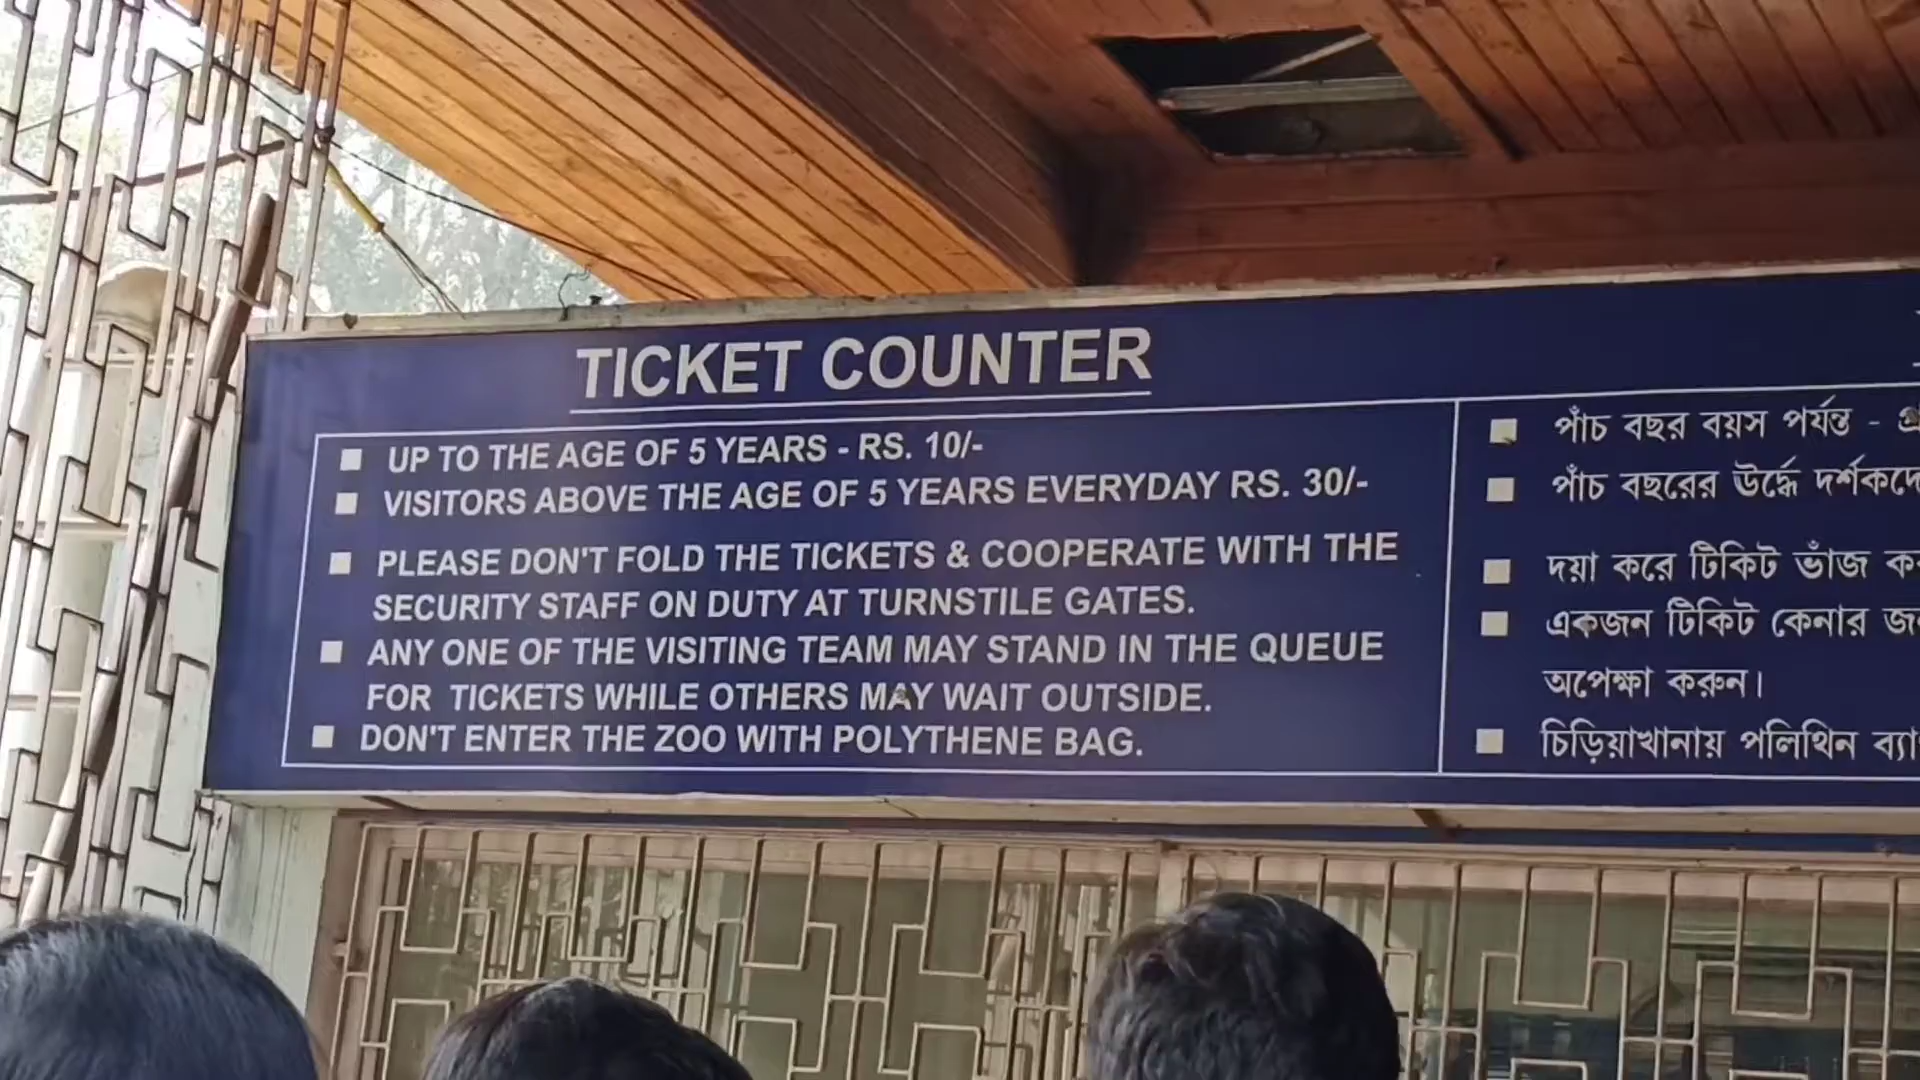 TICKET COUNTER
UP TO THE AGE OF 5 YEARS - RS. 10/-
VISITORS ABOVE THE AGE OF 5 YEARS EVERYDAY RS. 30/-
PLEASE DON'T FOLD THE TICKETS & COOPERATE WITH THE
SECURITY STAFF ON DUTY AT TURNSTILE GATES.
ANY ONE OF THE VISITING TEAM MAY STAND IN THE QUEUE
FOR TICKETS WHILE OTHERS MAY WAIT OUTSIDE.
DON'T ENTER THE ZOO WITH POLYTHENE BAG.
পাঁচ বছর বয়স পর্যন্ত -
পাঁচ বছরের ঊর্দ্ধে
দয়া করে টিকিট ভাঁজ
একজন টিকিট কেনার
অপেক্ষা করুন।
চিড়িয়াখানায় পলিথিন